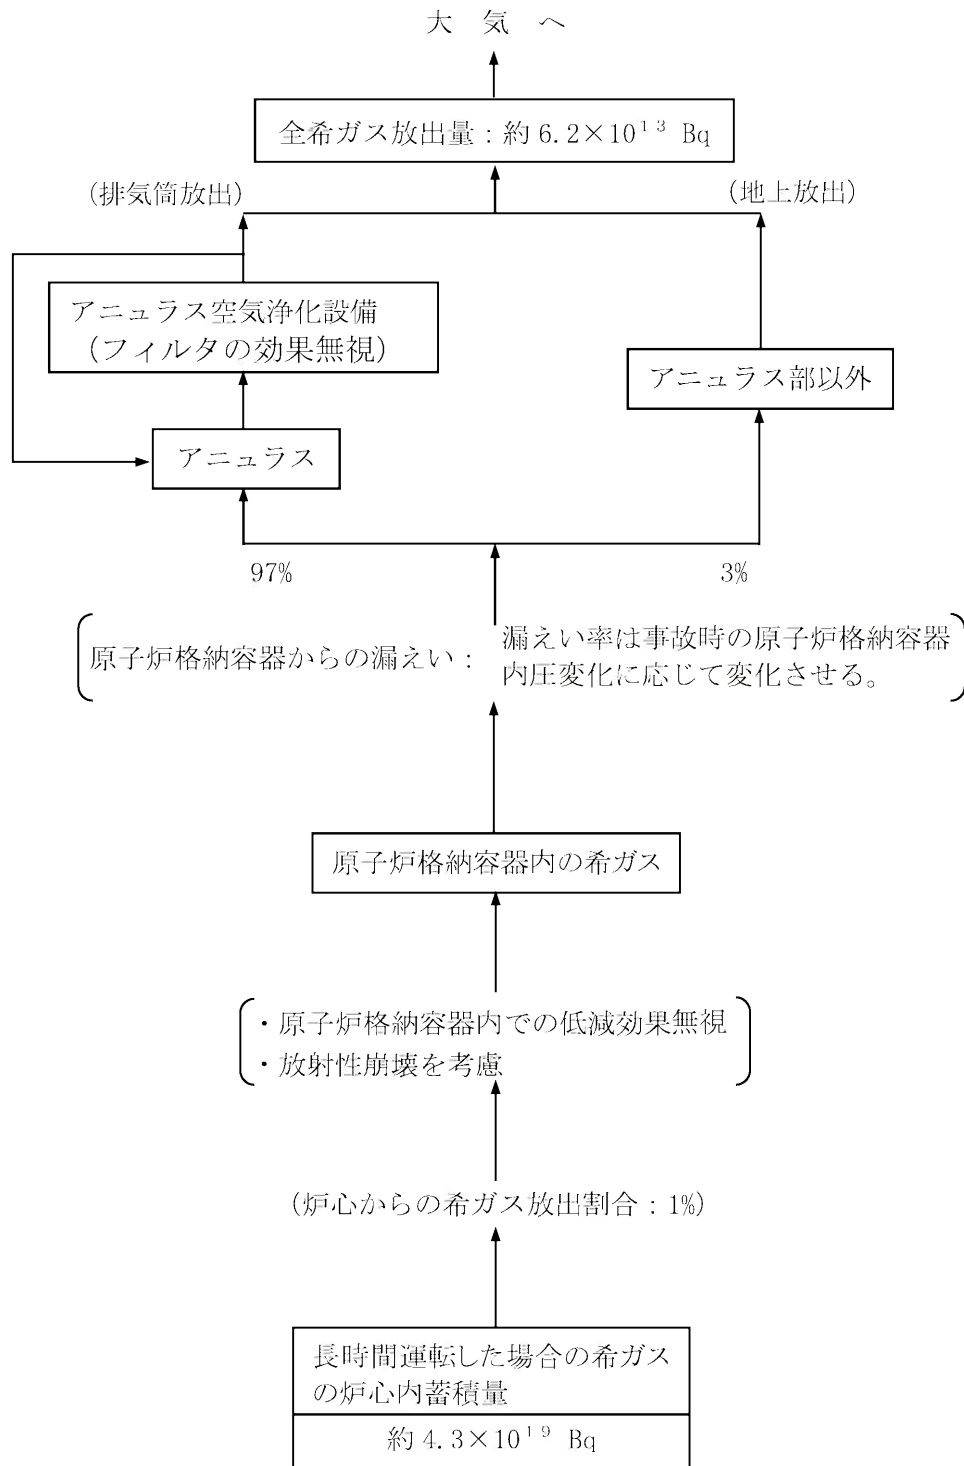 大 気 へ
全希ガス放出量：約 6.2×10¹³ Bq
(排気筒放出)
(地上放出)
アニュラス空気浄化設備
(フィルタの効果無視)
アニュラス部以外
アニュラス
97%
3%
原子炉格納容器からの漏えい：
漏えい率は事故時の原子炉格納容器
内圧変化に応じて変化させる。
原子炉格納容器内の希ガス
・原子炉格納容器内での低減効果無視
・放射性崩壊を考慮
(炉心からの希ガス放出割合：1%)
長時間運転した場合の希ガス
の炉心内蓄積量
約 4.3×10¹⁹ Bq